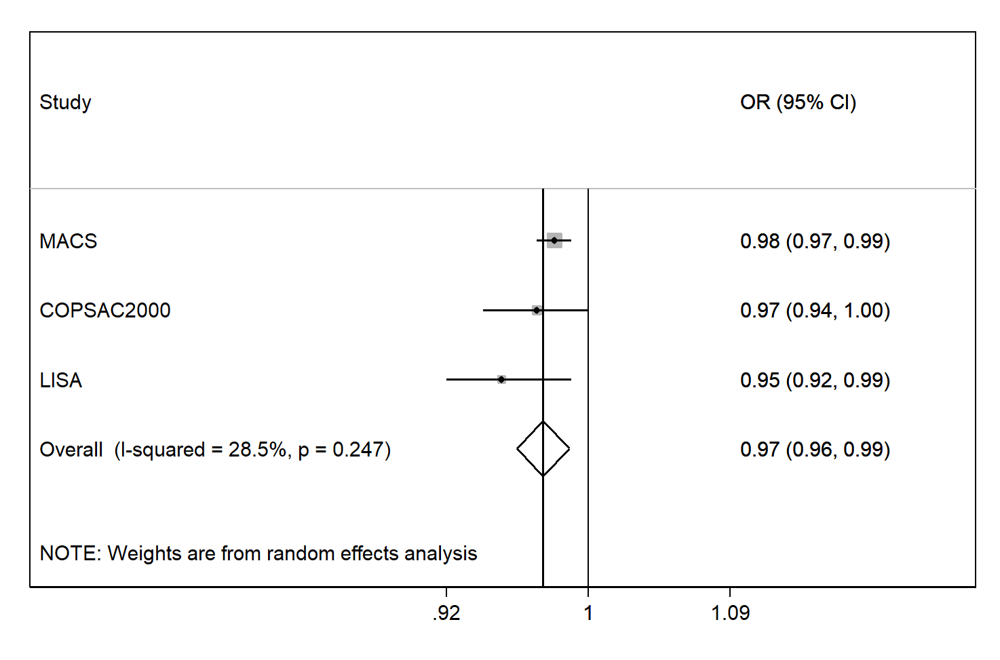 Study OR (95% CI)
MACS 0.98 (0.97, 0.99)
COPSAC2000 0.97 (0.94, 1.00)
LISA 0.95 (0.92, 0.99)
Overall (I-squared = 28.5%, p = 0.247) 0.97 (0.96, 0.99)
NOTE: Weights are from random effects analysis
.92 1 1.09